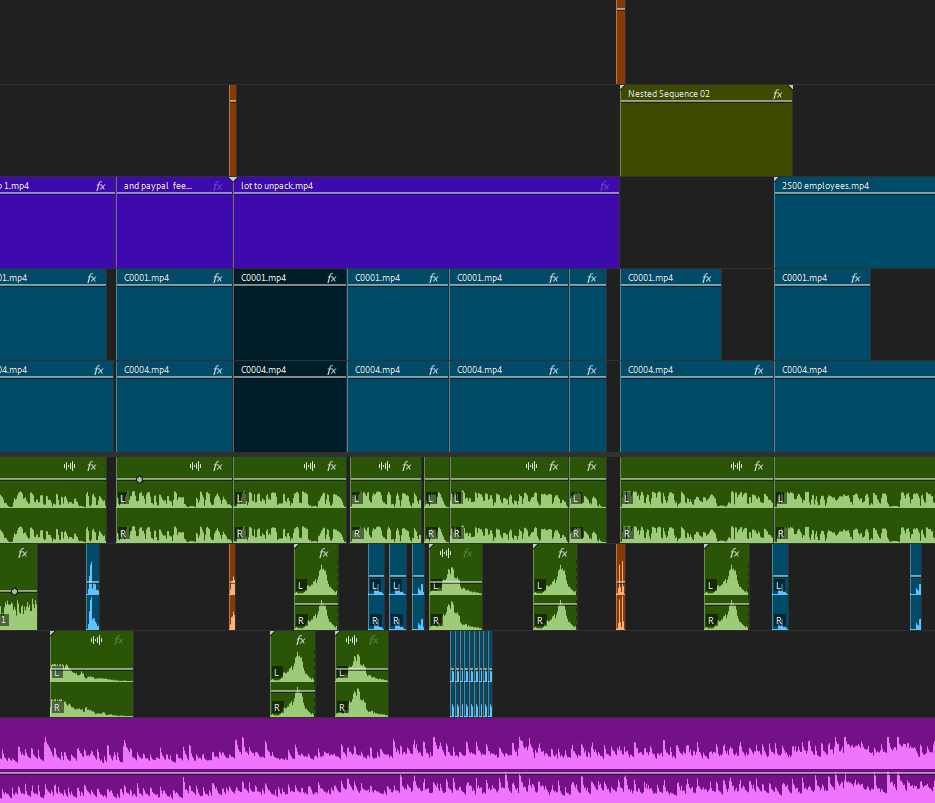 Nested Sequence 02 fx
o 1.mp4 fx and paypal fee... fx lot to unpack.mp4 fx 2500 employees.mp4
01.mp4 fx C0001.mp4 fx C0001.mp4 fx C0001.mp4 fx C0001.mp4 fx fx C0001.mp4 fx C0001.mp4 fx
04.mp4 fx C0004.mp4 fx C0004.mp4 fx C0004.mp4 fx C0004.mp4 fx fx C0004.mp4 fx C0004.mp4
fx fx fx fx fx fx fx
L L L L L L L L
R R R R R R R R
fx fx fx fx fx
L L L L L L L
1 R R R R R R R
fx fx fx
L L L
R R R